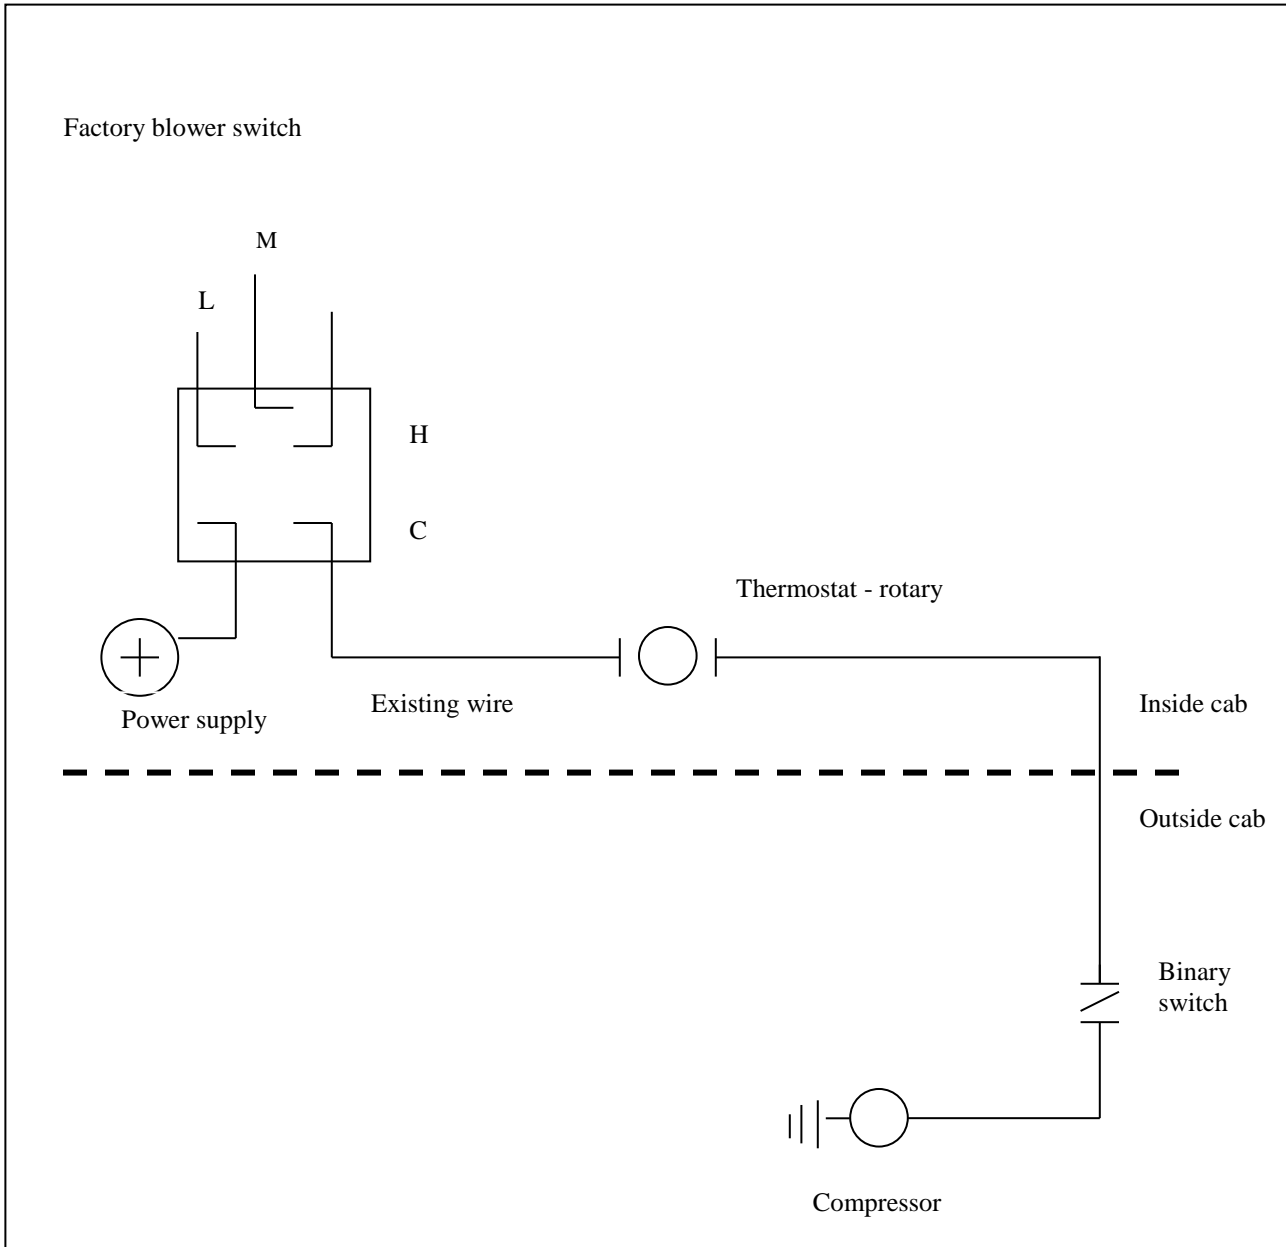 Factory blower switch
M
L
H
C
Thermostat - rotary
Existing wire
Inside cab
Power supply
Outside cab
Binary
switch
Compressor